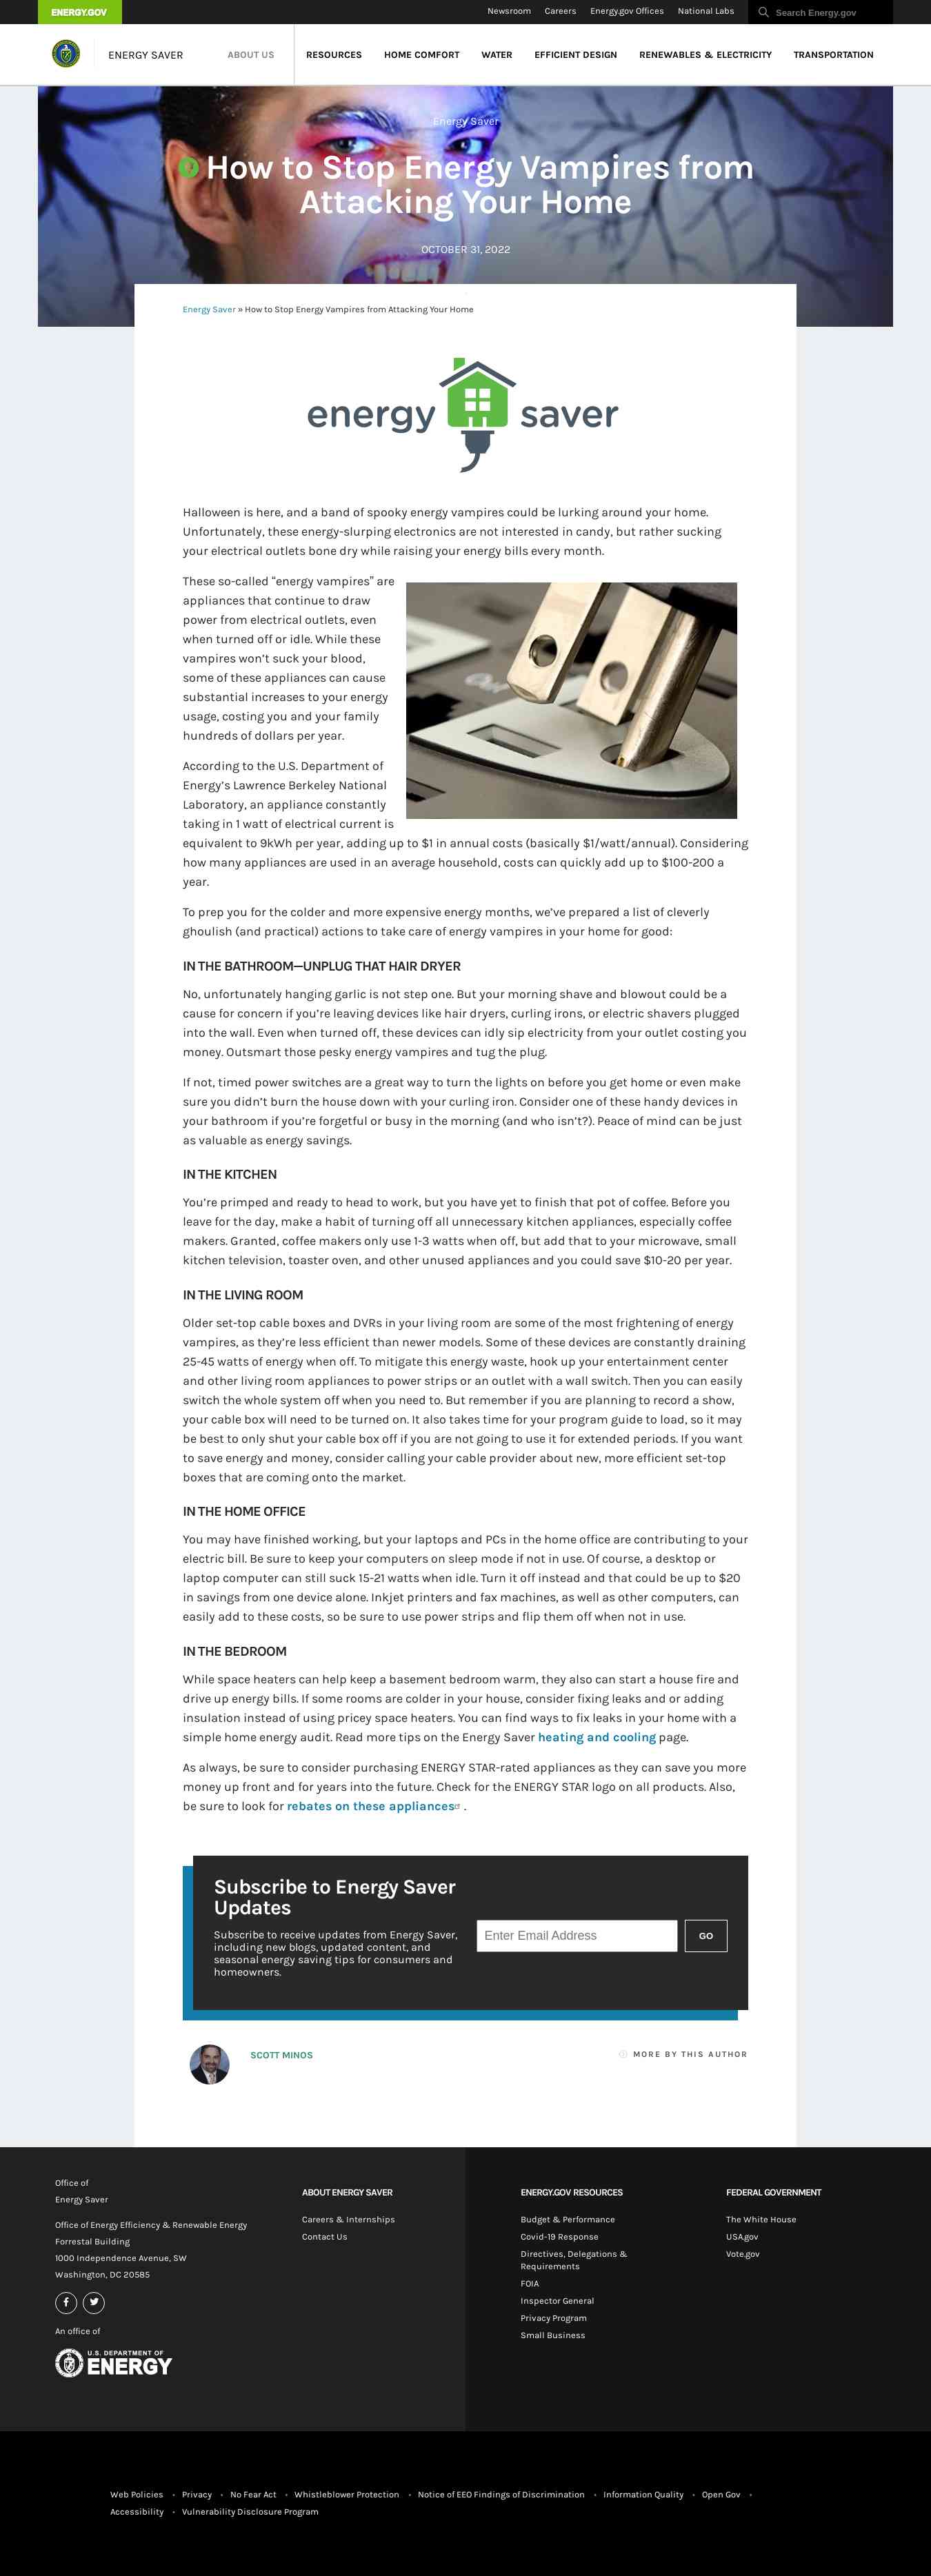 ENERGY.GOV
Newsroom Careers Energy.gov Offices National Labs Search Energy.gov
ENERGY SAVER ABOUT US RESOURCES HOME COMFORT WATER EFFICIENT DESIGN RENEWABLES & ELECTRICITY TRANSPORTATION
Energy Saver
How to Stop Energy Vampires from
Attacking Your Home
OCTOBER 31, 2022
Energy Saver » How to Stop Energy Vampires from Attacking Your Home
energy saver
Halloween is here, and a band of spooky energy vampires could be lurking around your home.
Unfortunately, these energy-slurping electronics are not interested in candy, but rather sucking
your electrical outlets bone dry while raising your energy bills every month.
These so-called “energy vampires” are
appliances that continue to draw
power from electrical outlets, even
when turned off or idle. While these
vampires won’t suck your blood,
some of these appliances can cause
substantial increases to your energy
usage, costing you and your family
hundreds of dollars per year.
According to the U.S. Department of
Energy’s Lawrence Berkeley National
Laboratory, an appliance constantly
taking in 1 watt of electrical current is
equivalent to 9kWh per year, adding up to $1 in annual costs (basically $1/watt/annual). Considering
how many appliances are used in an average household, costs can quickly add up to $100-200 a
year.
To prep you for the colder and more expensive energy months, we’ve prepared a list of cleverly
ghoulish (and practical) actions to take care of energy vampires in your home for good:
IN THE BATHROOM—UNPLUG THAT HAIR DRYER
No, unfortunately hanging garlic is not step one. But your morning shave and blowout could be a
cause for concern if you’re leaving devices like hair dryers, curling irons, or electric shavers plugged
into the wall. Even when turned off, these devices can idly sip electricity from your outlet costing you
money. Outsmart those pesky energy vampires and tug the plug.
If not, timed power switches are a great way to turn the lights on before you get home or even make
sure you didn’t burn the house down with your curling iron. Consider one of these handy devices in
your bathroom if you’re forgetful or busy in the morning (and who isn’t?). Peace of mind can be just
as valuable as energy savings.
IN THE KITCHEN
You’re primped and ready to head to work, but you have yet to finish that pot of coffee. Before you
leave for the day, make a habit of turning off all unnecessary kitchen appliances, especially coffee
makers. Granted, coffee makers only use 1-3 watts when off, but add that to your microwave, small
kitchen television, toaster oven, and other unused appliances and you could save $10-20 per year.
IN THE LIVING ROOM
Older set-top cable boxes and DVRs in your living room are some of the most frightening of energy
vampires, as they’re less efficient than newer models. Some of these devices are constantly draining
25-45 watts of energy when off. To mitigate this energy waste, hook up your entertainment center
and other living room appliances to power strips or an outlet with a wall switch. Then you can easily
switch the whole system off when you need to. But remember if you are planning to record a show,
your cable box will need to be turned on. It also takes time for your program guide to load, so it may
be best to only shut your cable box off if you are not going to use it for extended periods. If you want
to save energy and money, consider calling your cable provider about new, more efficient set-top
boxes that are coming onto the market.
IN THE HOME OFFICE
You may have finished working, but your laptops and PCs in the home office are contributing to your
electric bill. Be sure to keep your computers on sleep mode if not in use. Of course, a desktop or
laptop computer can still suck 15-21 watts when idle. Turn it off instead and that could be up to $20
in savings from one device alone. Inkjet printers and fax machines, as well as other computers, can
easily add to these costs, so be sure to use power strips and flip them off when not in use.
IN THE BEDROOM
While space heaters can help keep a basement bedroom warm, they also can start a house fire and
drive up energy bills. If some rooms are colder in your house, consider fixing leaks and or adding
insulation instead of using pricey space heaters. You can find ways to fix leaks in your home with a
simple home energy audit. Read more tips on the Energy Saver heating and cooling page.
As always, be sure to consider purchasing ENERGY STAR-rated appliances as they can save you more
money up front and for years into the future. Check for the ENERGY STAR logo on all products. Also,
be sure to look for rebates on these appliances .
Subscribe to Energy Saver
Updates
Subscribe to receive updates from Energy Saver,
including new blogs, updated content, and
seasonal energy saving tips for consumers and
homeowners.
Enter Email Address GO
SCOTT MINOS MORE BY THIS AUTHOR
Office of
Energy Saver
Office of Energy Efficiency & Renewable Energy
Forrestal Building
1000 Independence Avenue, SW
Washington, DC 20585
An office of
U.S. DEPARTMENT OF
ENERGY
ABOUT ENERGY SAVER
Careers & Internships
Contact Us
ENERGY.GOV RESOURCES
Budget & Performance
Covid-19 Response
Directives, Delegations &
Requirements
FOIA
Inspector General
Privacy Program
Small Business
FEDERAL GOVERNMENT
The White House
USA.gov
Vote.gov
Web Policies • Privacy • No Fear Act • Whistleblower Protection • Notice of EEO Findings of Discrimination • Information Quality • Open Gov •
Accessibility • Vulnerability Disclosure Program